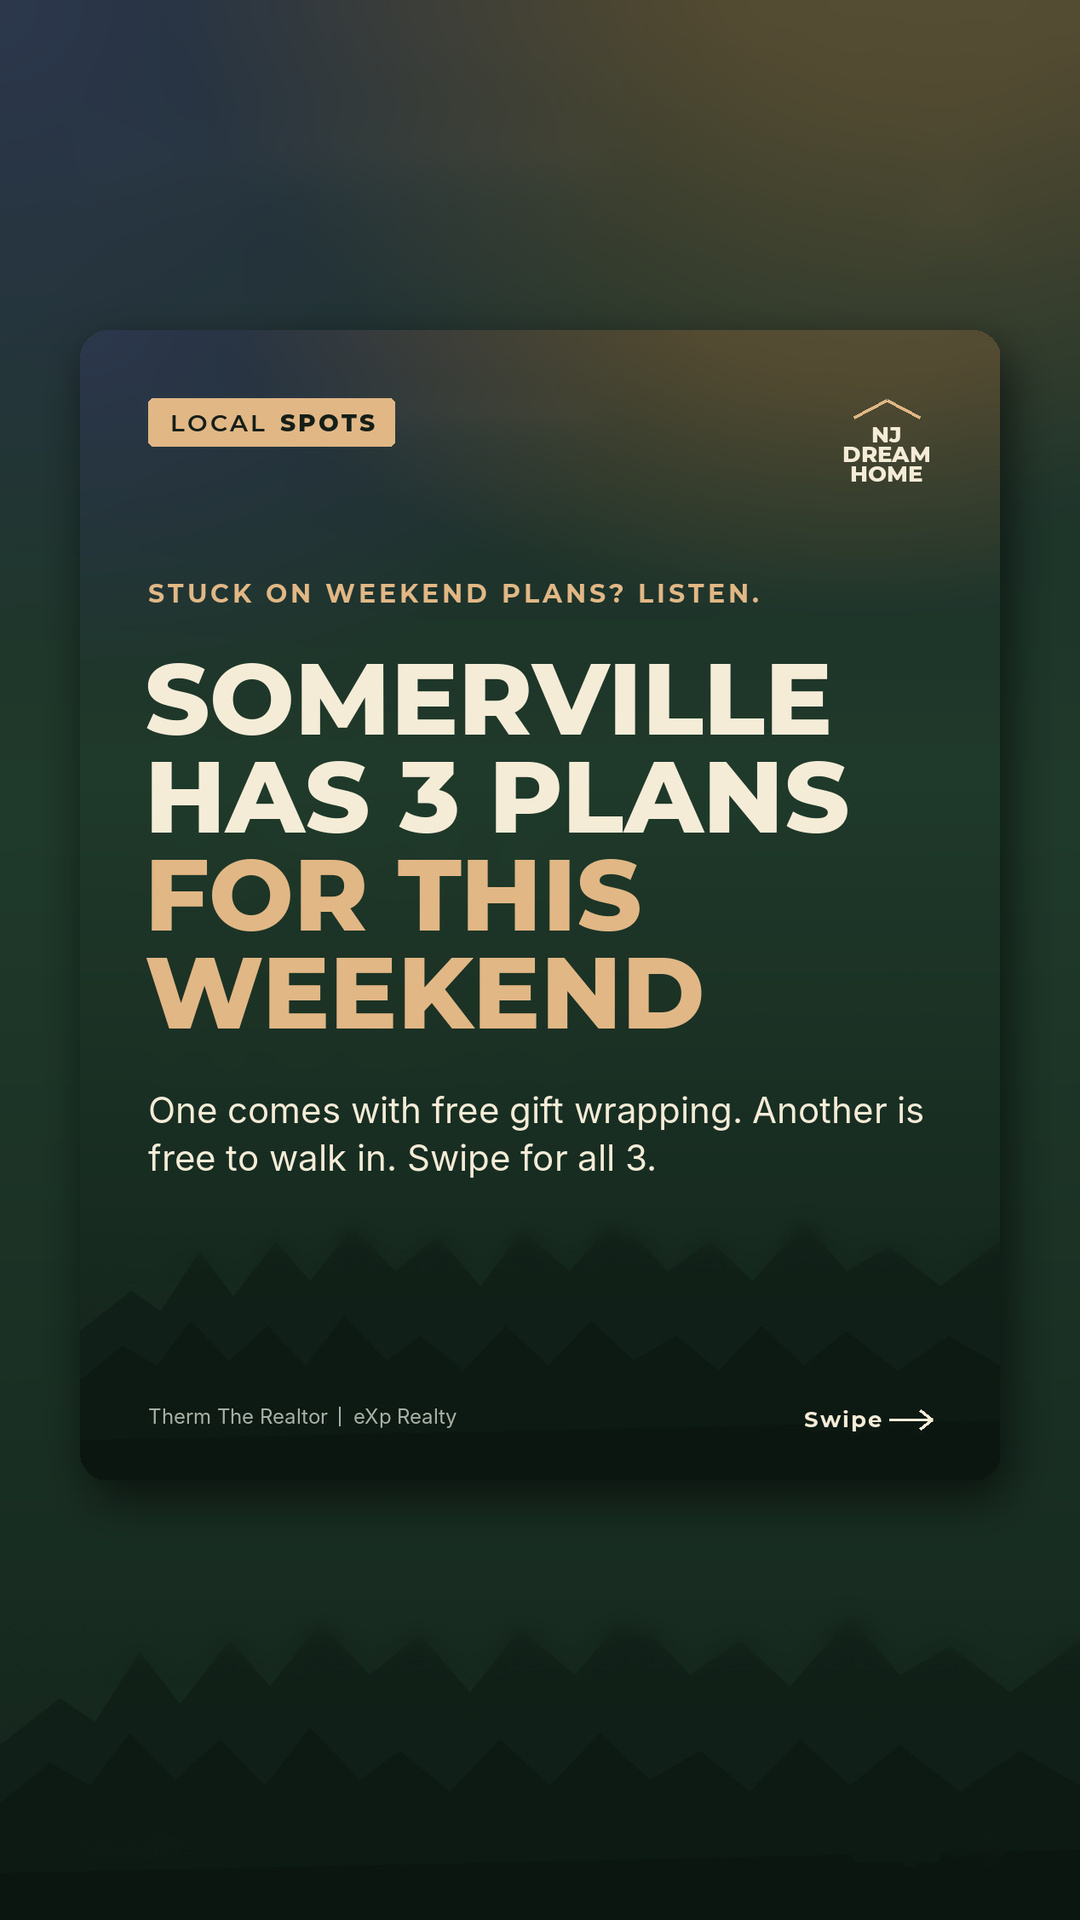 LOCAL SPOTS
NJ
DREAM
HOME
STUCK ON WEEKEND PLANS? LISTEN.
SOMERVILLE
HAS 3 PLANS
FOR THIS
WEEKEND
One comes with free gift wrapping. Another is
free to walk in. Swipe for all 3.
Therm The Realtor | eXp Realty
Swipe